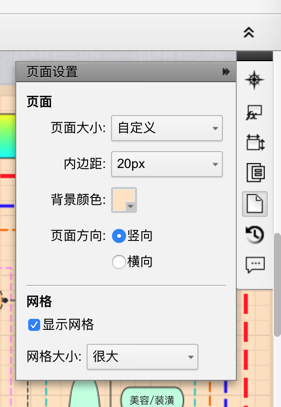 页面设置
页面
页面大小: 自定义
内边距: 20px
背景颜色:
页面方向: 竖向
横向
网格
显示网格
网格大小: 很大
美容/装潢